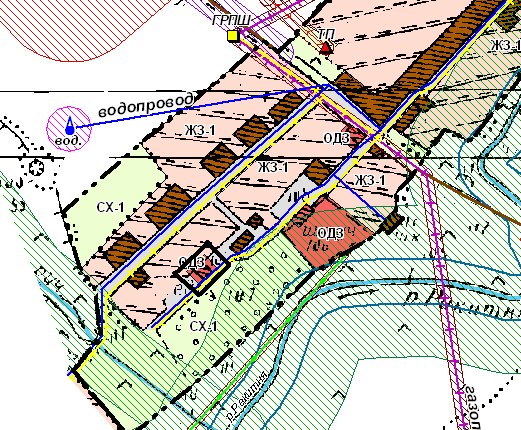 ГРПШ
ТП
ЖЗ-1
водопровод
вод.
ЖЗ-1
ОДЗ
ЖЗ-1
ЖЗ-1
СХ-1
ОДЗ
ОДЗ
СХ-1
р.Ракития
газоп